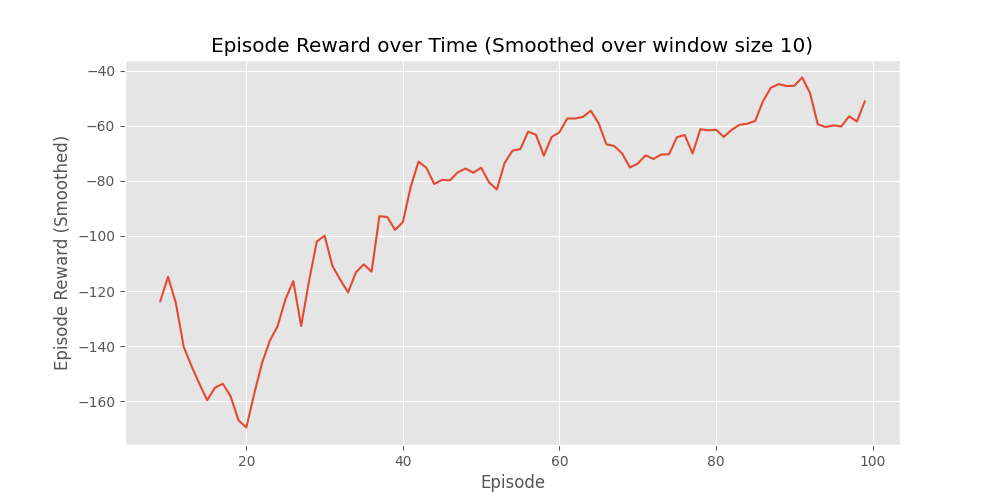 Episode Reward over Time (Smoothed over window size 10)
Episode Reward (Smoothed)
−40
−60
−80
−100
−120
−140
−160
20 40 60 80 100
Episode